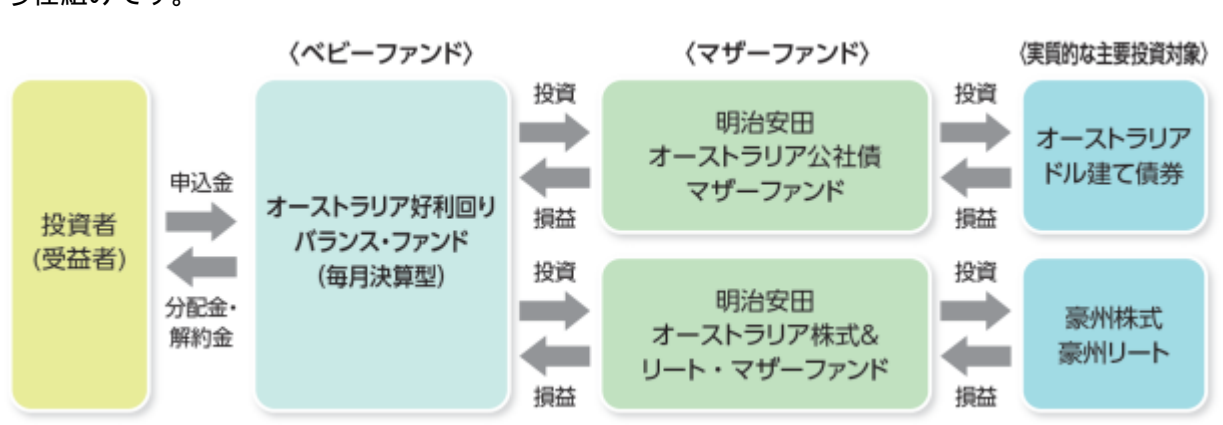 う仕組みです。
〈ベビーファンド〉
〈マザーファンド〉
〈実質的な主要投資対象〉
投資者
(受益者)
申込金
分配金・
解約金
オーストラリア好利回り
バランス・ファンド
(毎月決算型)
投資
損益
明治安田
オーストラリア公社債
マザーファンド
投資
損益
オーストラリア
ドル建て債券
投資
損益
明治安田
オーストラリア株式&
リート・マザーファンド
投資
損益
豪州株式
豪州リート